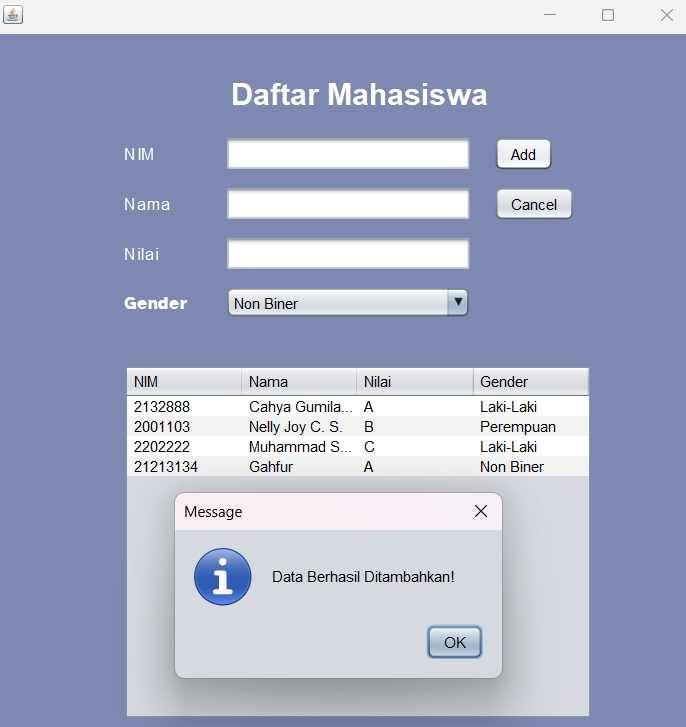 Daftar Mahasiswa
NIM Add
Nama Cancel
Nilai
Gender Non Biner
NIM Nama Nilai Gender
2132888 Cahya Gumila... A Laki-Laki
2001103 Nelly Joy C. S. B Perempuan
2202222 Muhammad S... C Laki-Laki
21213134 Gahfur A Non Biner
Message
Data Berhasil Ditambahkan!
OK